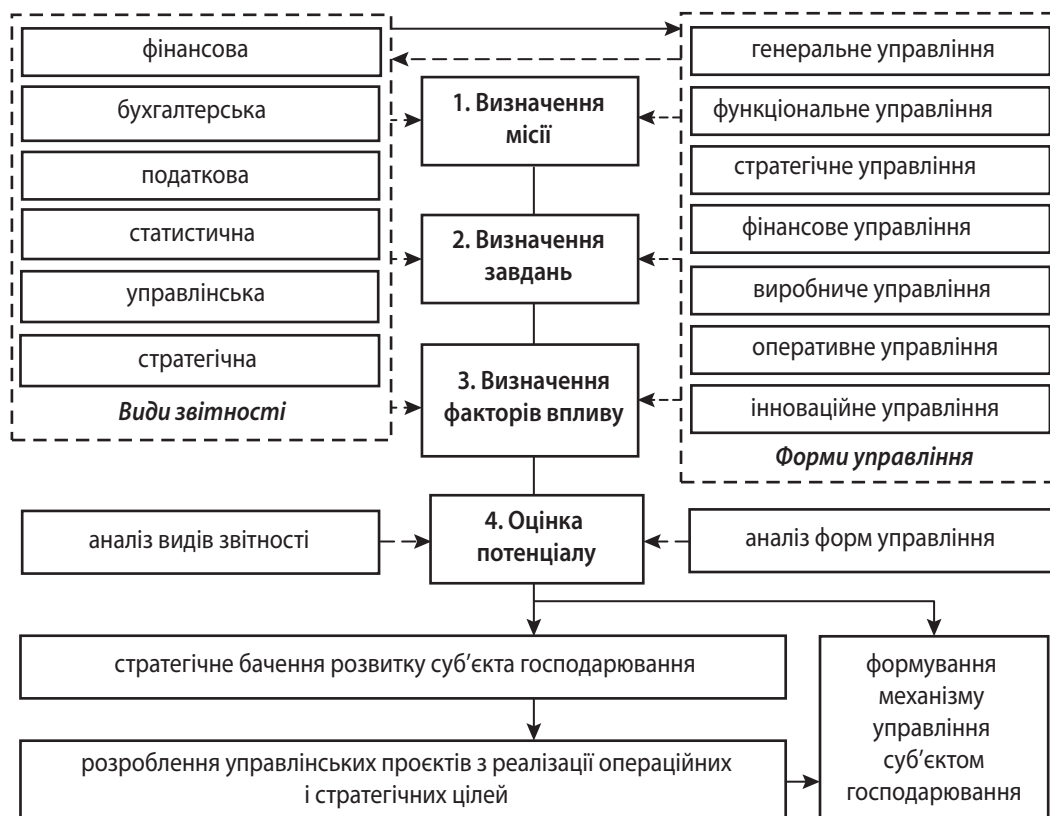 фінансова
бухгалтерська
податкова
статистична
управлінська
стратегічна
Види звітності
1. Визначення
місії
2. Визначення
завдань
3. Визначення
факторів впливу
4. Оцінка
потенціалу
генеральне управління
функціональне управління
стратегічне управління
фінансове управління
виробниче управління
оперативне управління
інноваційне управління
Форми управління
аналіз видів звітності
аналіз форм управління
стратегічне бачення розвитку суб’єкта господарювання
розроблення управлінських проєктів з реалізації операційних
і стратегічних цілей
формування
механізму
управління
суб’єктом
господарювання